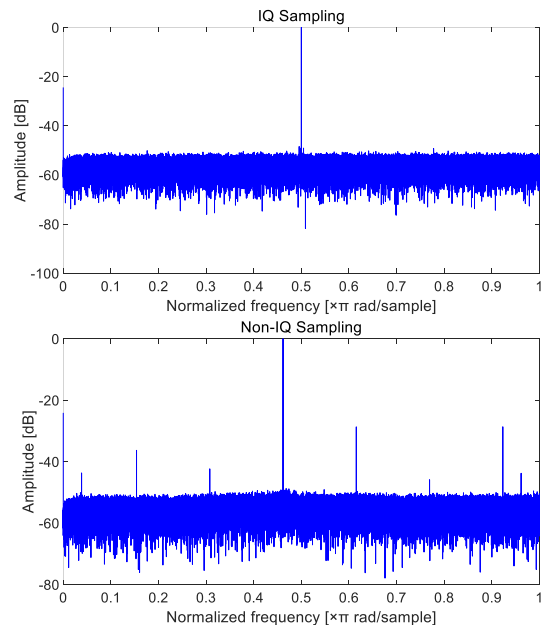 IQ Sampling
0
-20
-40
-60
-80
-100
Amplitude [dB]
0 0.1 0.2 0.3 0.4 0.5 0.6 0.7 0.8 0.9 1
Normalized frequency [×π rad/sample]
Non-IQ Sampling
0
-20
-40
-60
-80
Amplitude [dB]
0 0.1 0.2 0.3 0.4 0.5 0.6 0.7 0.8 0.9 1
Normalized frequency [×π rad/sample]